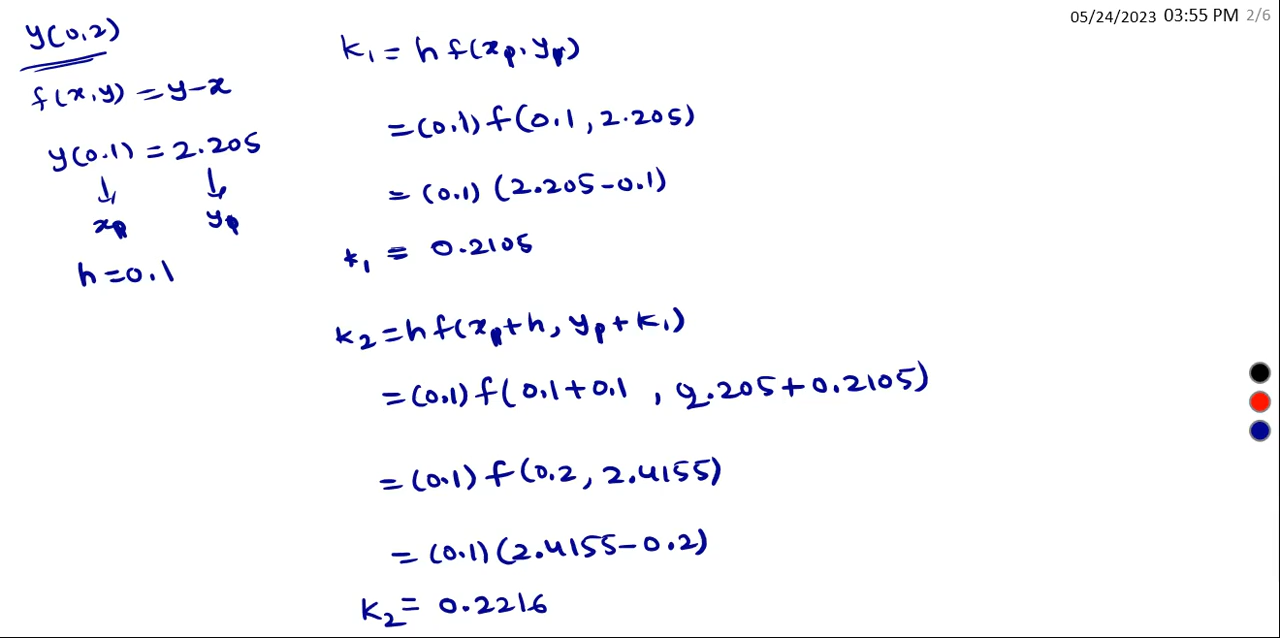 05/24/2023 03:55 PM 2/6
y(0.2)
f(x,y) = y-x
y(0.1) = 2.205
↓ ↓
xp yp
h=0.1
k₁ = h f(xp, yp)
= (0.1) f(0.1, 2.205)
= (0.1) (2.205-0.1)
k₁ = 0.2105
k₂ = h f(xp+h, yp+k₁)
= (0.1) f(0.1+0.1, 2.205+0.2105)
= (0.1) f(0.2, 2.4155)
= (0.1) (2.4155-0.2)
k₂ = 0.2216